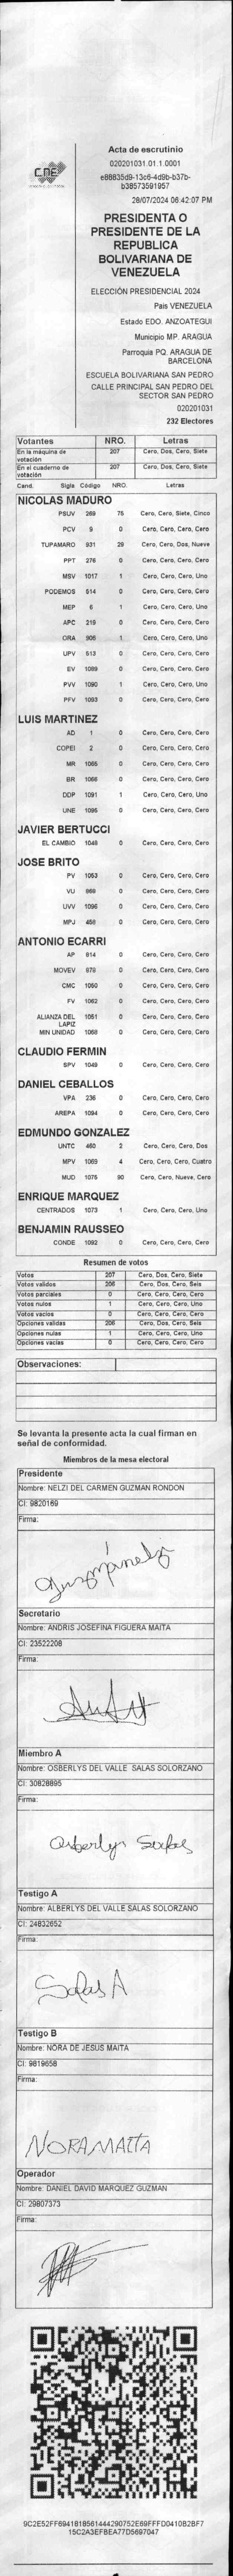 CNE
Acta de escrutinio
020201031.01.1.0001
e88835d9-13c6-4d9b-b37b-
b38573591957
28/07/2024 06:42:07 PM
PRESIDENTA O
PRESIDENTE DE LA
REPUBLICA
BOLIVARIANA DE
VENEZUELA
ELECCIÓN PRESIDENCIAL 2024
Pais VENEZUELA
Estado EDO. ANZOATEGUI
Municipio MP. ARAGUA
Parroquia PQ. ARAGUA DE
BARCELONA
ESCUELA BOLIVARIANA SAN PEDRO
CALLE PRINCIPAL SAN PEDRO DEL
SECTOR SAN PEDRO
020201031
232 Electores
Votantes NRO. Letras
En la máquina de votación 207 Cero, Dos, Cero, Siete
En el cuaderno de votación 207 Cero, Dos, Cero, Siete
Cand. Sigla Código NRO. Letras
NICOLAS MADURO
PSUV 269 75 Cero, Cero, Siete, Cinco
PCV 9 0 Cero, Cero, Cero, Cero
TUPAMARO 931 29 Cero, Cero, Dos, Nueve
PPT 276 0 Cero, Cero, Cero, Cero
MSV 1017 1 Cero, Cero, Cero, Uno
PODEMOS 514 0 Cero, Cero, Cero, Cero
MEP 6 1 Cero, Cero, Cero, Uno
APC 219 0 Cero, Cero, Cero, Cero
ORA 906 1 Cero, Cero, Cero, Uno
UPV 513 0 Cero, Cero, Cero, Cero
EV 1089 0 Cero, Cero, Cero, Cero
PVV 1090 1 Cero, Cero, Cero, Uno
PFV 1093 0 Cero, Cero, Cero, Cero
LUIS MARTINEZ
AD 1 0 Cero, Cero, Cero, Cero
COPEI 2 0 Cero, Cero, Cero, Cero
MR 1065 0 Cero, Cero, Cero, Cero
BR 1066 0 Cero, Cero, Cero, Cero
DDP 1091 1 Cero, Cero, Cero, Uno
UNE 1095 0 Cero, Cero, Cero, Cero
JAVIER BERTUCCI
EL CAMBIO 1048 0 Cero, Cero, Cero, Cero
JOSE BRITO
PV 1053 0 Cero, Cero, Cero, Cero
VU 969 0 Cero, Cero, Cero, Cero
UVV 1096 0 Cero, Cero, Cero, Cero
MPJ 458 0 Cero, Cero, Cero, Cero
ANTONIO ECARRI
AP 814 0 Cero, Cero, Cero, Cero
MOVEV 979 0 Cero, Cero, Cero, Cero
CMC 1050 0 Cero, Cero, Cero, Cero
FV 1062 0 Cero, Cero, Cero, Cero
ALIANZA DEL LAPIZ 1051 0 Cero, Cero, Cero, Cero
MIN UNIDAD 1058 0 Cero, Cero, Cero, Cero
CLAUDIO FERMIN
SPV 1049 0 Cero, Cero, Cero, Cero
DANIEL CEBALLOS
VPA 236 0 Cero, Cero, Cero, Cero
AREPA 1094 0 Cero, Cero, Cero, Cero
EDMUNDO GONZALEZ
UNTC 460 2 Cero, Cero, Cero, Dos
MPV 1069 4 Cero, Cero, Cero, Cuatro
MUD 1075 90 Cero, Cero, Nueve, Cero
ENRIQUE MARQUEZ
CENTRADOS 1073 1 Cero, Cero, Cero, Uno
BENJAMIN RAUSSEO
CONDE 1092 0 Cero, Cero, Cero, Cero
Resumen de votos
Votos 207 Cero, Dos, Cero, Siete
Votos validos 206 Cero, Dos, Cero, Seis
Votos parciales 0 Cero, Cero, Cero, Cero
Votos nulos 1 Cero, Cero, Cero, Uno
Votos vacios 0 Cero, Cero, Cero, Cero
Opciones validas 206 Cero, Dos, Cero, Seis
Opciones nulas 1 Cero, Cero, Cero, Uno
Opciones vacias 0 Cero, Cero, Cero, Cero
Observaciones:
Se levanta la presente acta la cual firman en
señal de conformidad.
Miembros de la mesa electoral
Presidente
Nombre: NELZI DEL CARMEN GUZMAN RONDON
CI: 9820169
Firma:
Secretario
Nombre: ANDRIS JOSEFINA FIGUERA MAITA
CI: 23522208
Firma:
Miembro A
Nombre: OSBERLYS DEL VALLE SALAS SOLORZANO
CI: 30828895
Firma:
Osberlys Salas
Testigo A
Nombre: ALBERLYS DEL VALLE SALAS SOLORZANO
CI: 24832652
Firma:
Salas A
Testigo B
Nombre: NORA DE JESUS MAITA
CI: 9819658
Firma:
NORA MAITA
Operador
Nombre: DANIEL DAVID MARQUEZ GUZMAN
CI: 29807373
Firma:
9C2E52FF6941818561444290752E69FFFD0410B2BF7
15C2A3EFBEA77D5697047